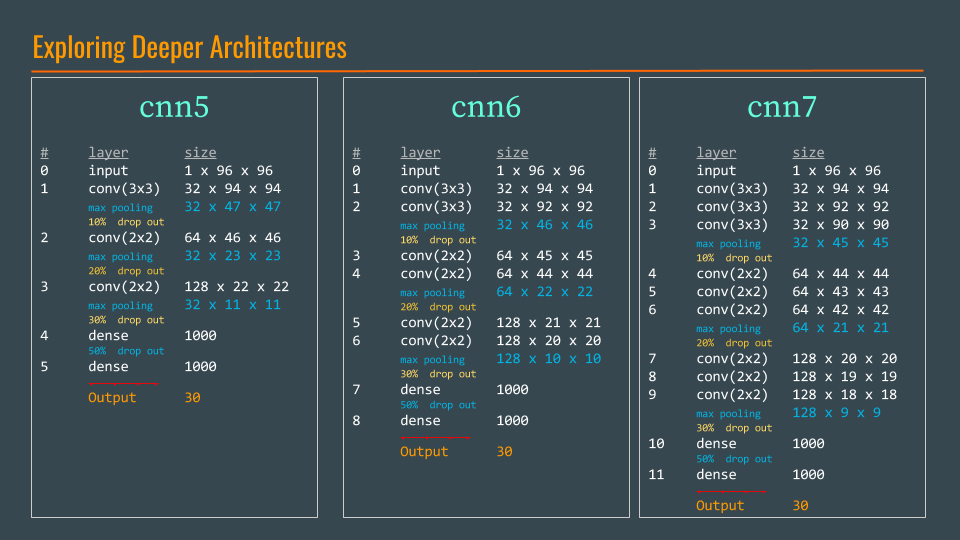 Exploring Deeper Architectures
cnn5
# layer size
0 input 1 x 96 x 96
1 conv(3x3) 32 x 94 x 94
max pooling 32 x 47 x 47
10% drop out
2 conv(2x2) 64 x 46 x 46
max pooling 32 x 23 x 23
20% drop out
3 conv(2x2) 128 x 22 x 22
max pooling 32 x 11 x 11
30% drop out
4 dense 1000
50% drop out
5 dense 1000
Output 30
cnn6
# layer size
0 input 1 x 96 x 96
1 conv(3x3) 32 x 94 x 94
2 conv(3x3) 32 x 92 x 92
max pooling 32 x 46 x 46
10% drop out
3 conv(2x2) 64 x 45 x 45
4 conv(2x2) 64 x 44 x 44
max pooling 64 x 22 x 22
20% drop out
5 conv(2x2) 128 x 21 x 21
6 conv(2x2) 128 x 20 x 20
max pooling 128 x 10 x 10
30% drop out
7 dense 1000
50% drop out
8 dense 1000
Output 30
cnn7
# layer size
0 input 1 x 96 x 96
1 conv(3x3) 32 x 94 x 94
2 conv(3x3) 32 x 92 x 92
3 conv(3x3) 32 x 90 x 90
max pooling 32 x 45 x 45
10% drop out
4 conv(2x2) 64 x 44 x 44
5 conv(2x2) 64 x 43 x 43
6 conv(2x2) 64 x 42 x 42
max pooling 64 x 21 x 21
20% drop out
7 conv(2x2) 128 x 20 x 20
8 conv(2x2) 128 x 19 x 19
9 conv(2x2) 128 x 18 x 18
max pooling 128 x 9 x 9
30% drop out
10 dense 1000
50% drop out
11 dense 1000
Output 30